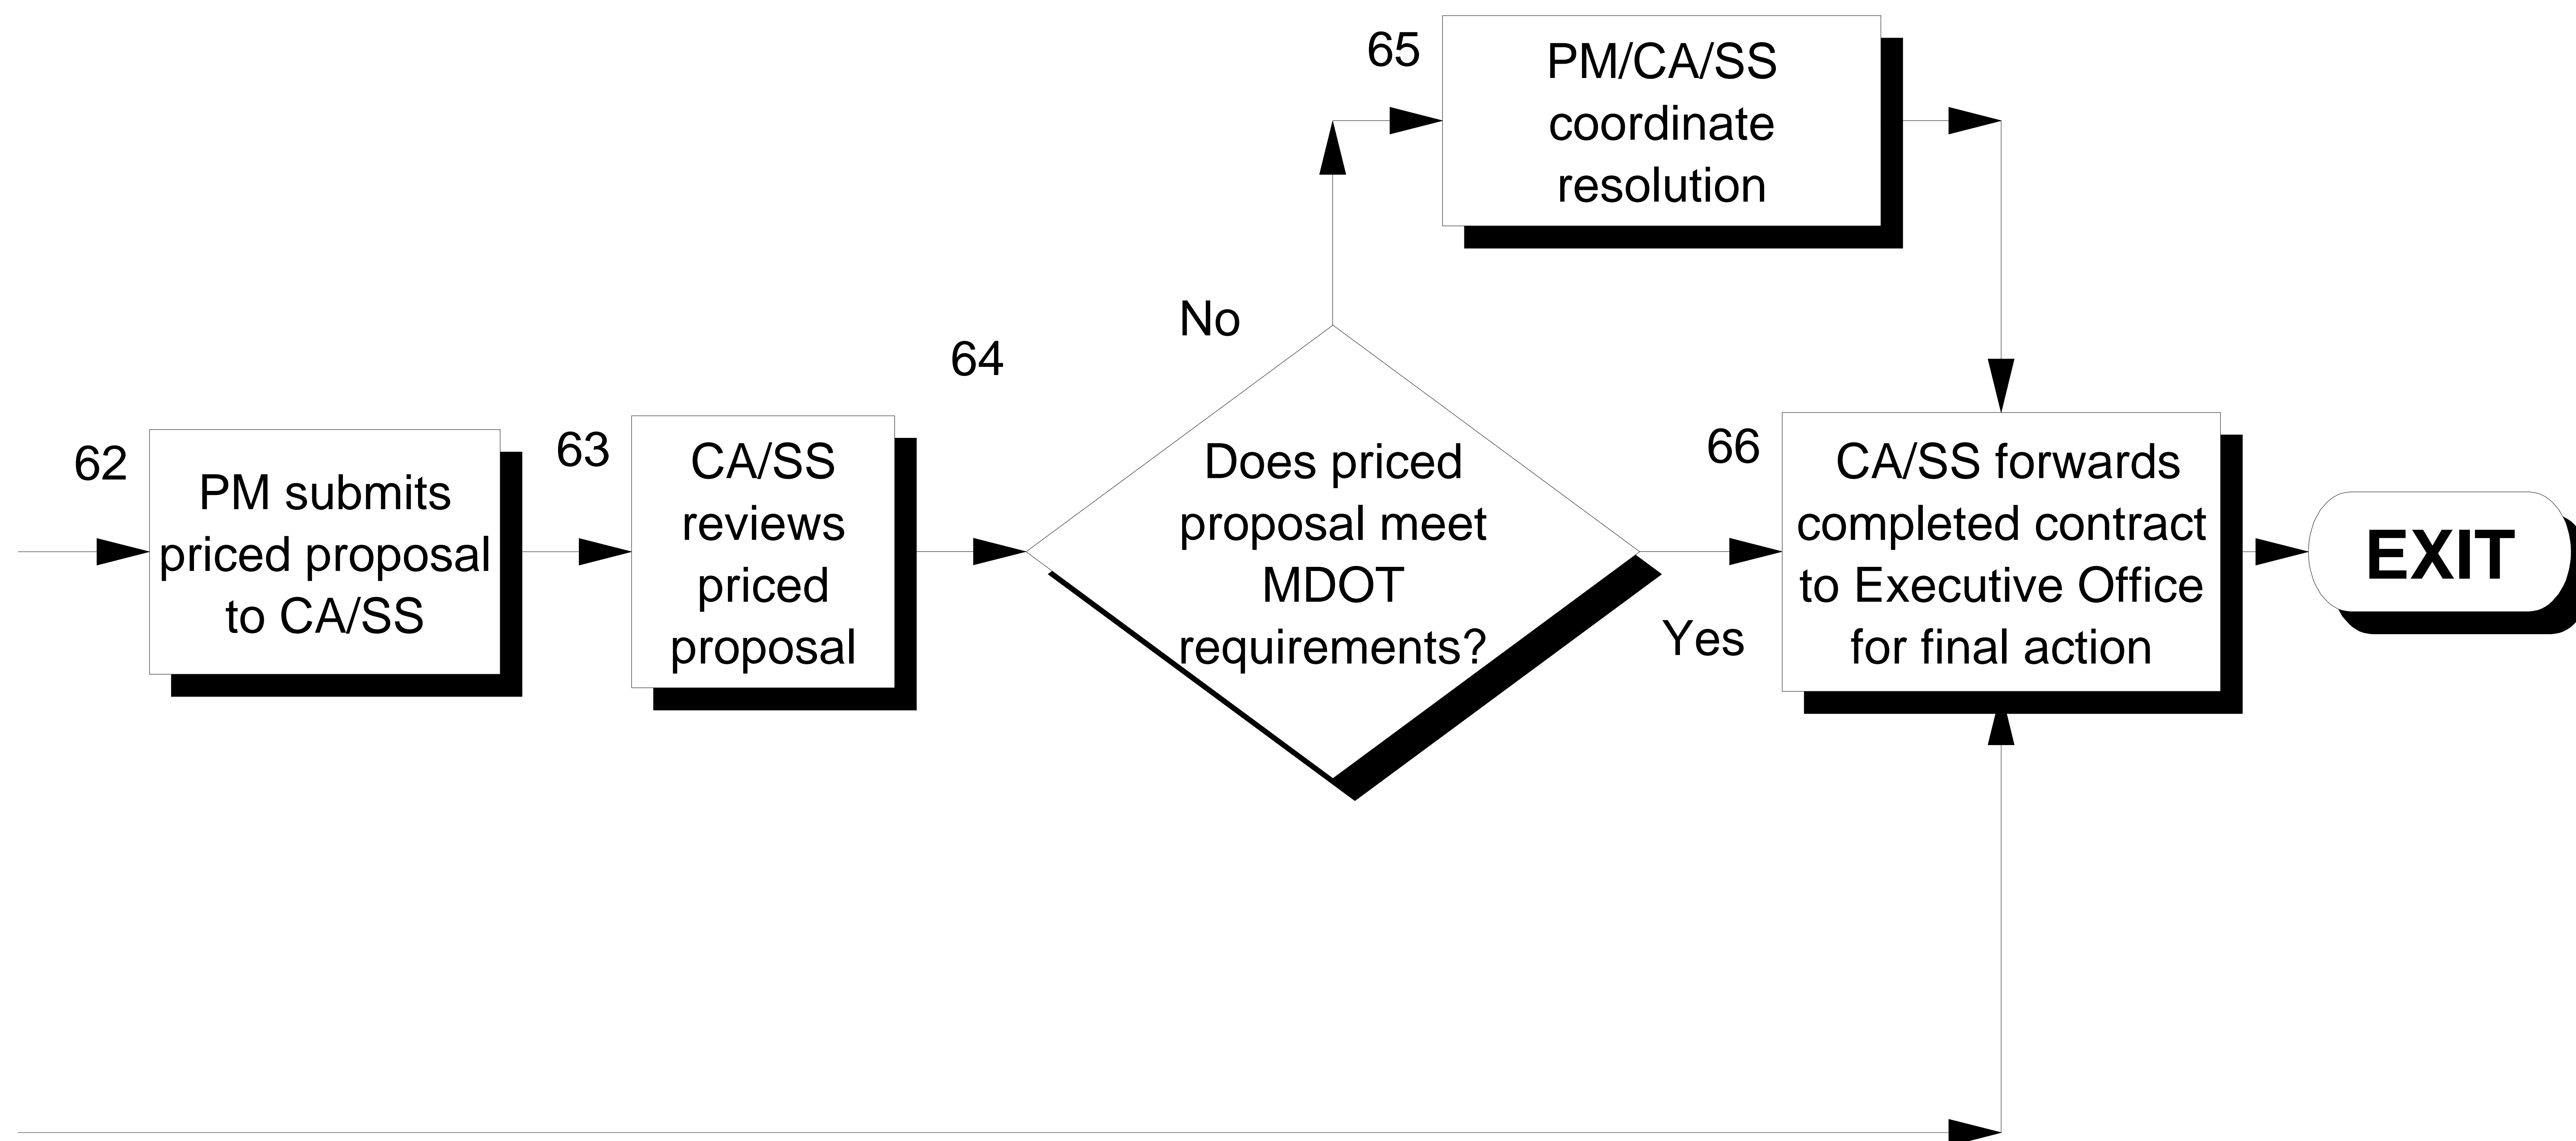 62
PM submits
priced proposal
to CA/SS
63
CA/SS
reviews
priced
proposal
64
Does priced
proposal meet
MDOT
requirements?
No
65
PM/CA/SS
coordinate
resolution
Yes
66
CA/SS forwards
completed contract
to Executive Office
for final action
EXIT